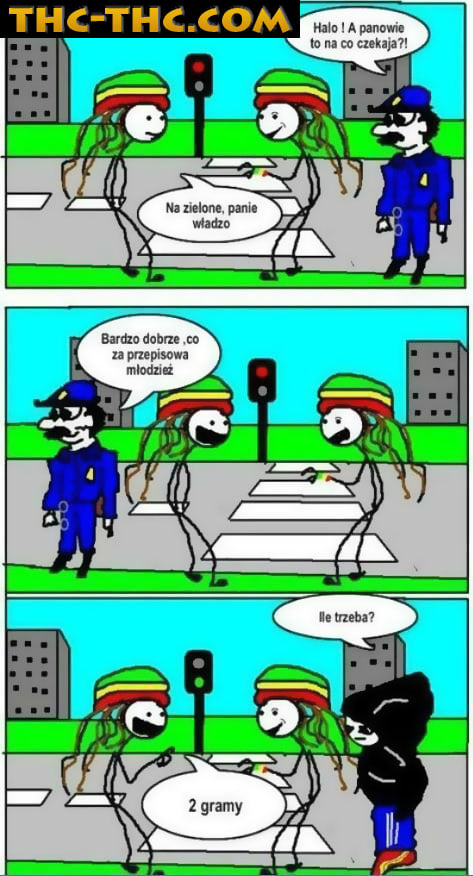 THC-THC.COM
Halo ! A panowie
to na co czekaja?!
Na zielone, panie
wladzo
Bardzo dobrze ,co
za przepisowa
młodzież
Ile trzeba?
2 gramy